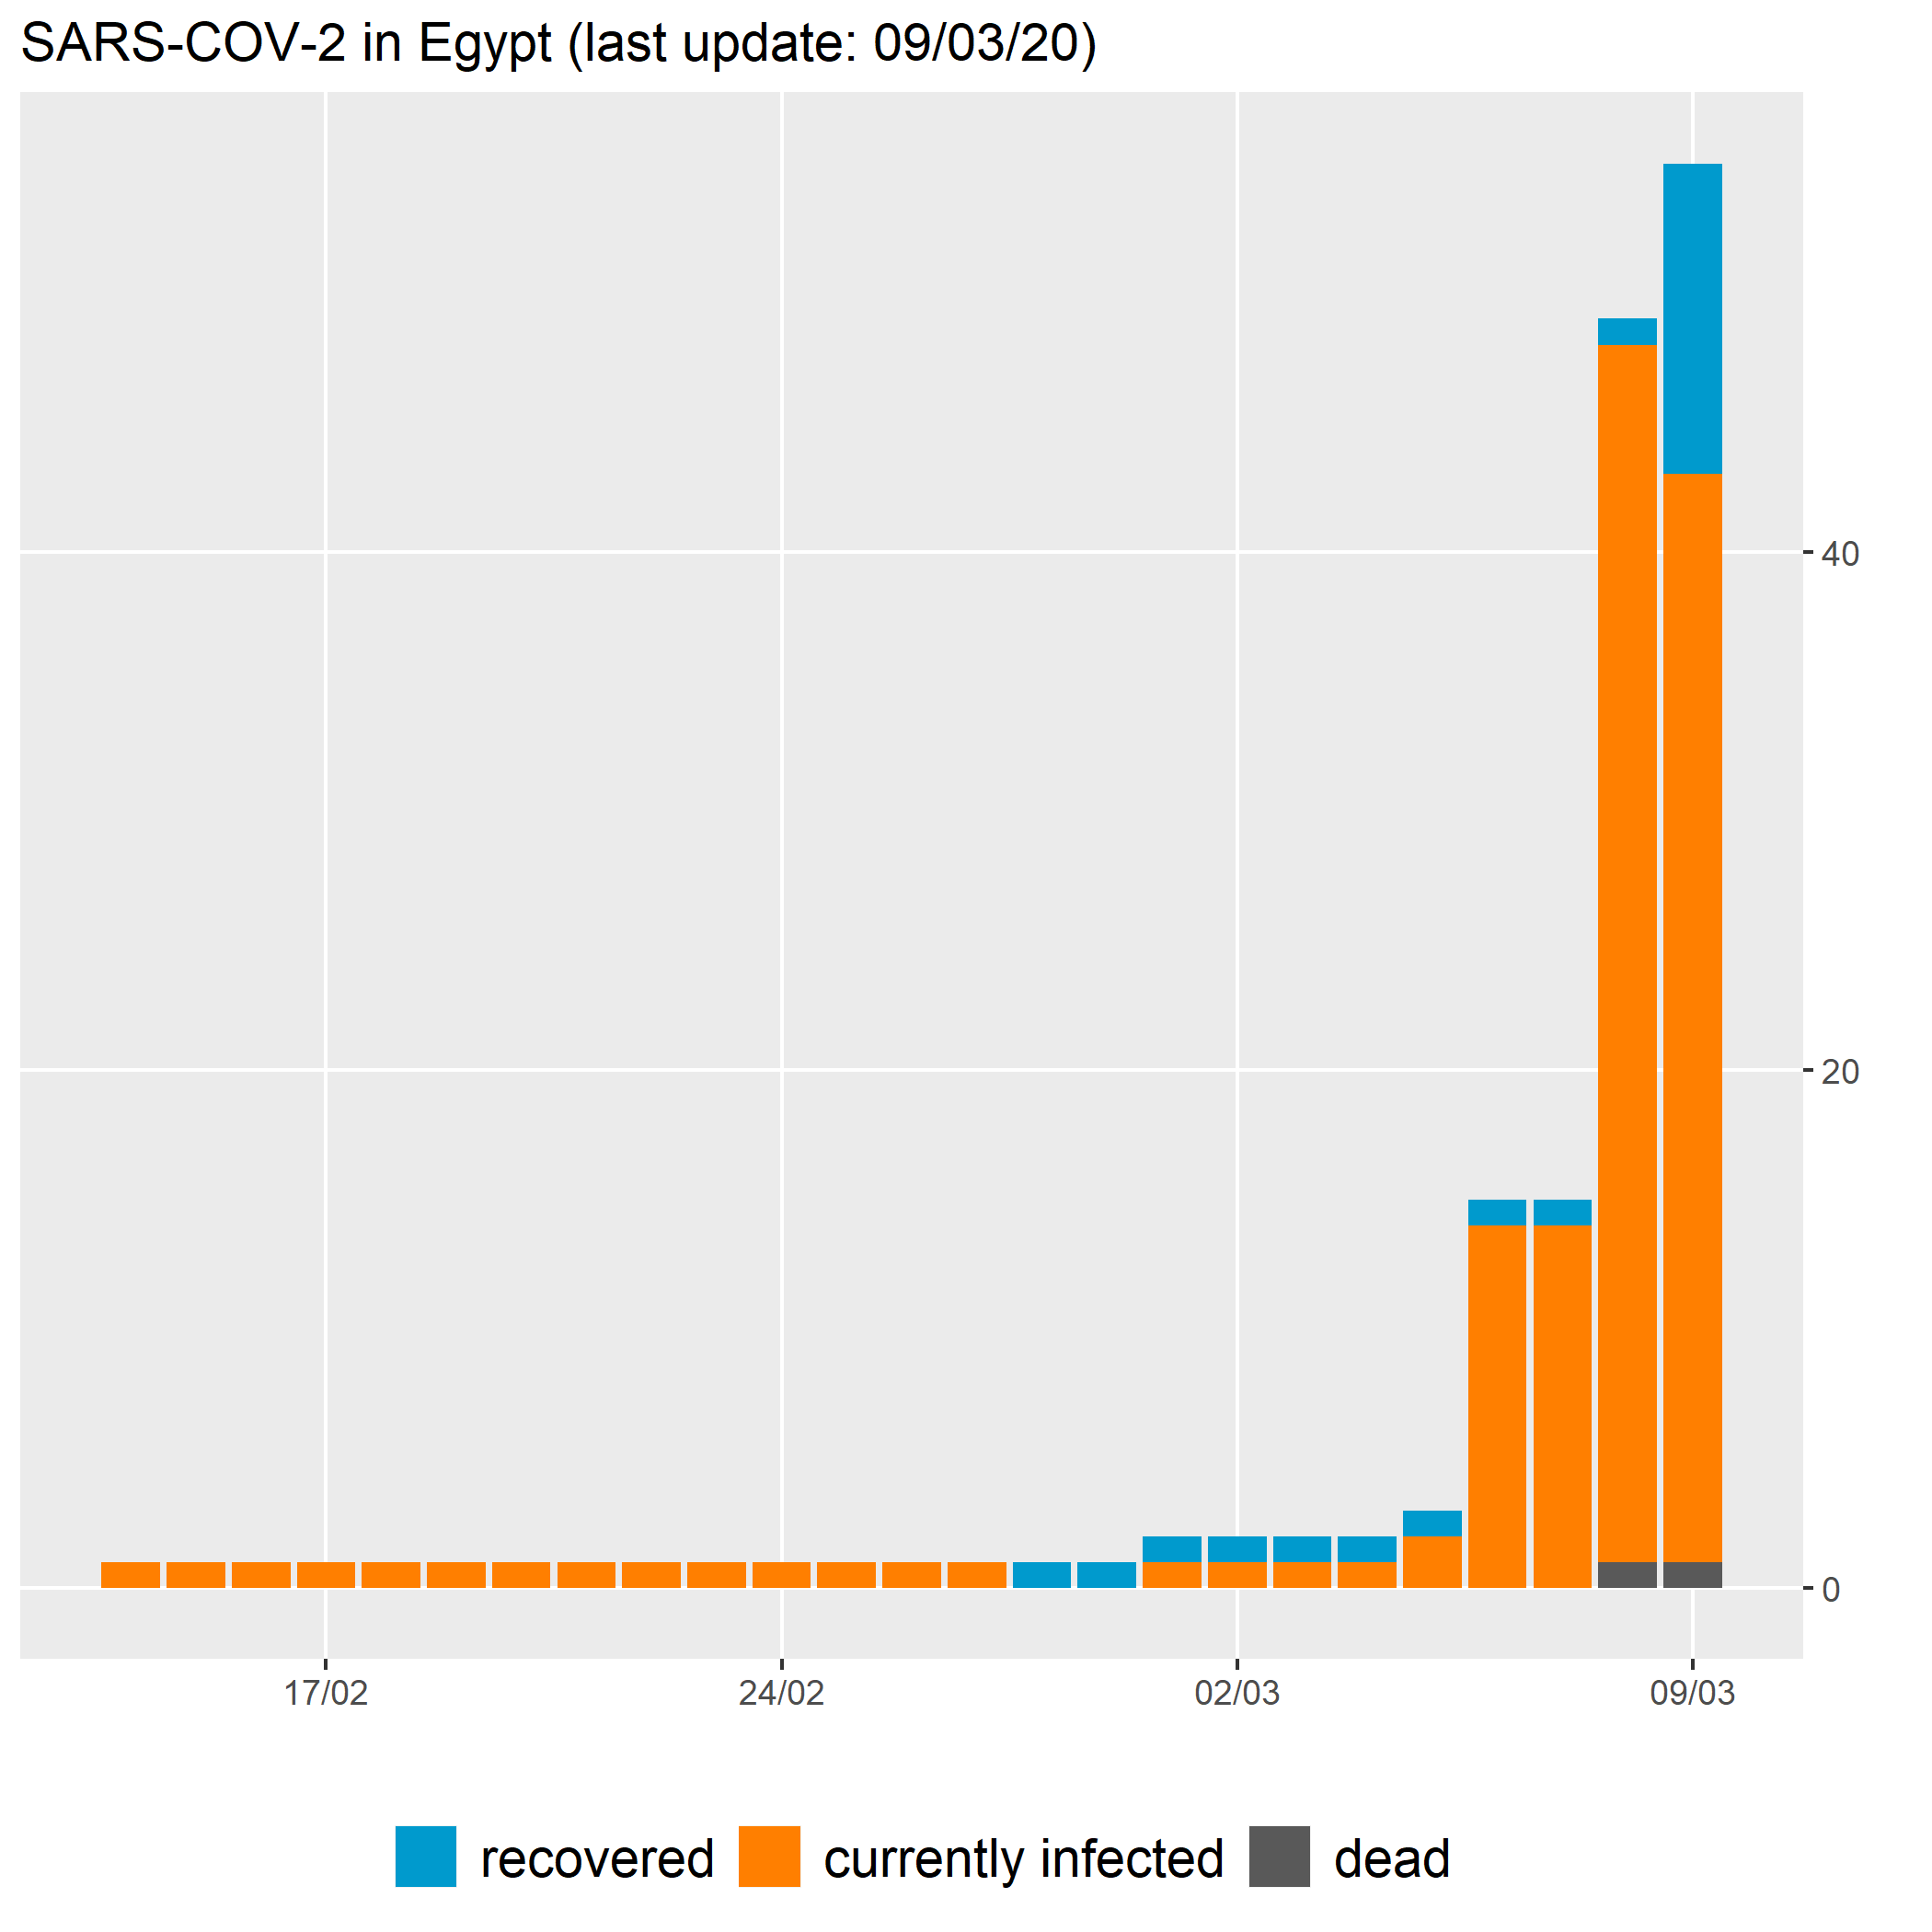 SARS-COV-2 in Egypt (last update: 09/03/20)
40
20
0
17/02 24/02 02/03 09/03
recovered currently infected dead